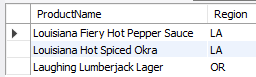 ProductName Region
Louisiana Fiery Hot Pepper Sauce LA
Louisiana Hot Spiced Okra LA
Laughing Lumberjack Lager OR